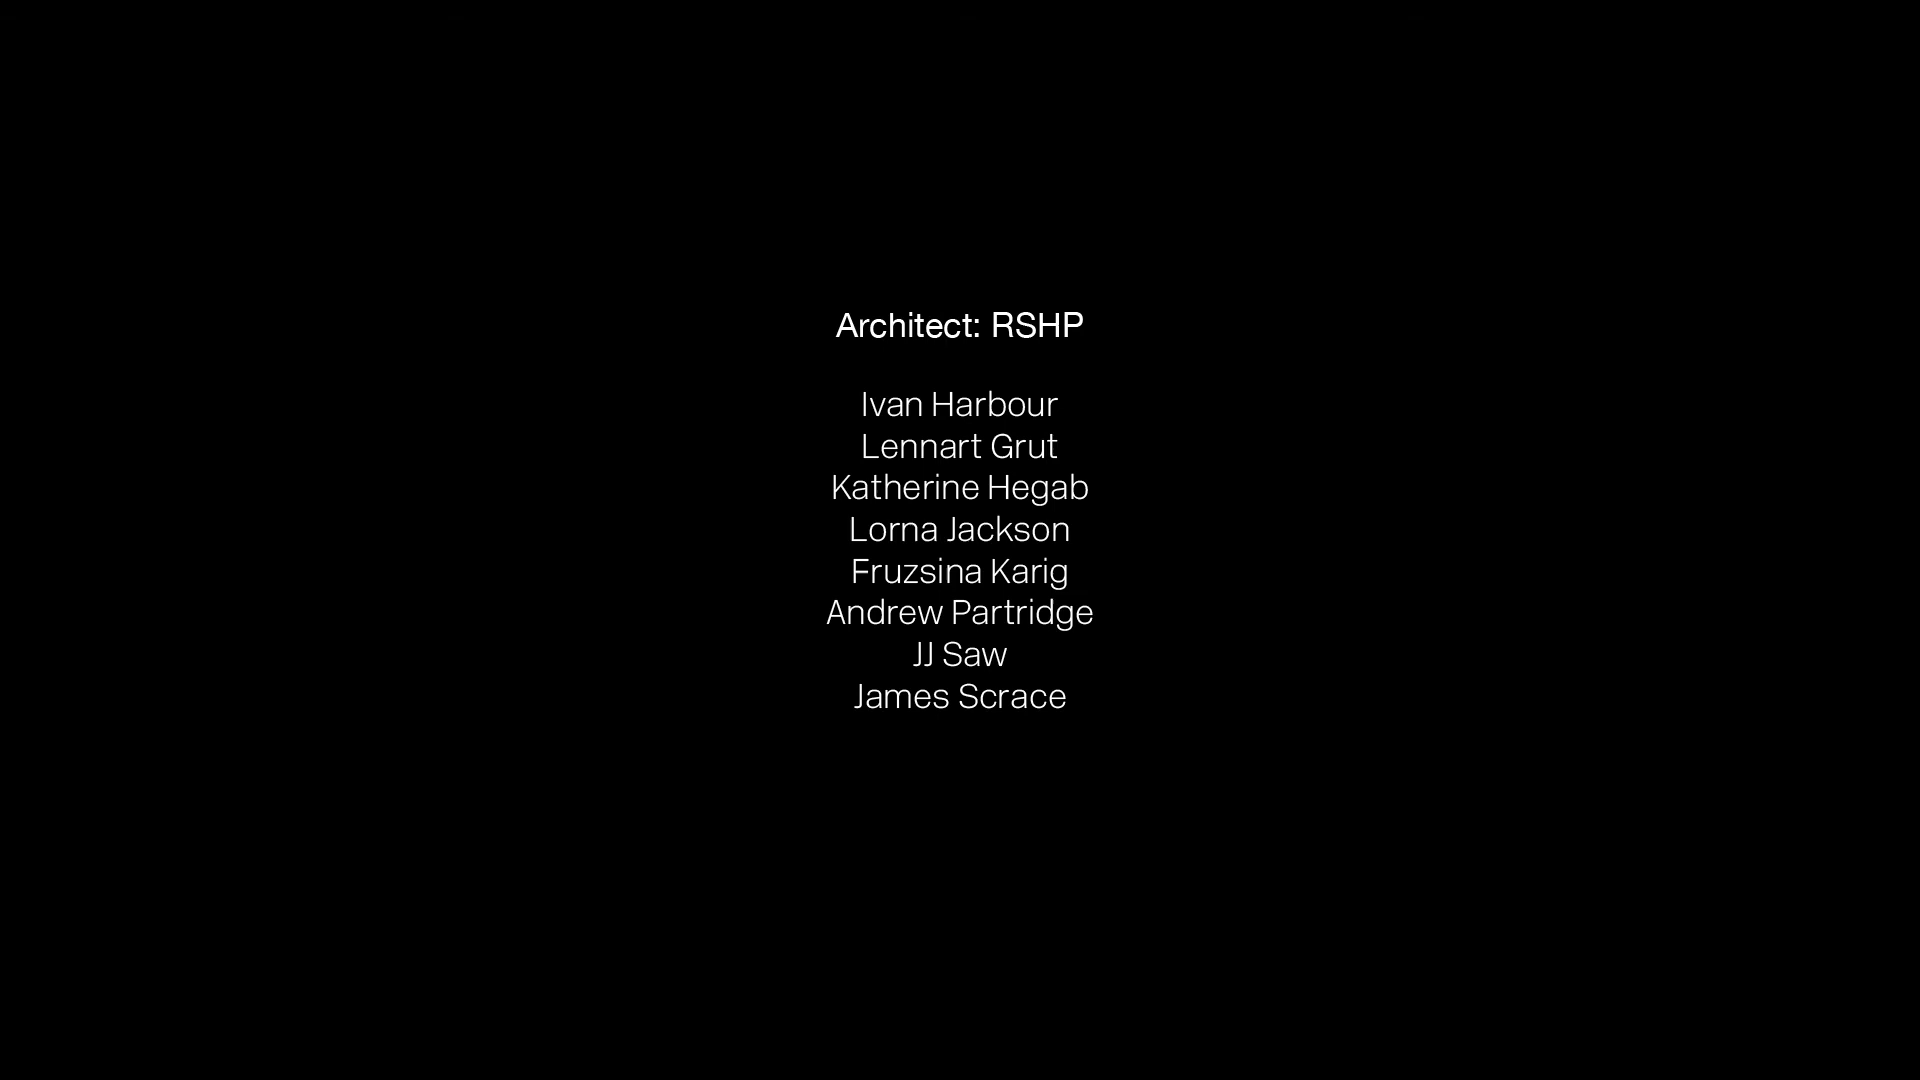 Architect: RSHP
Ivan Harbour
Lennart Grut
Katherine Hegab
Lorna Jackson
Fruzsina Karig
Andrew Partridge
JJ Saw
James Scrace